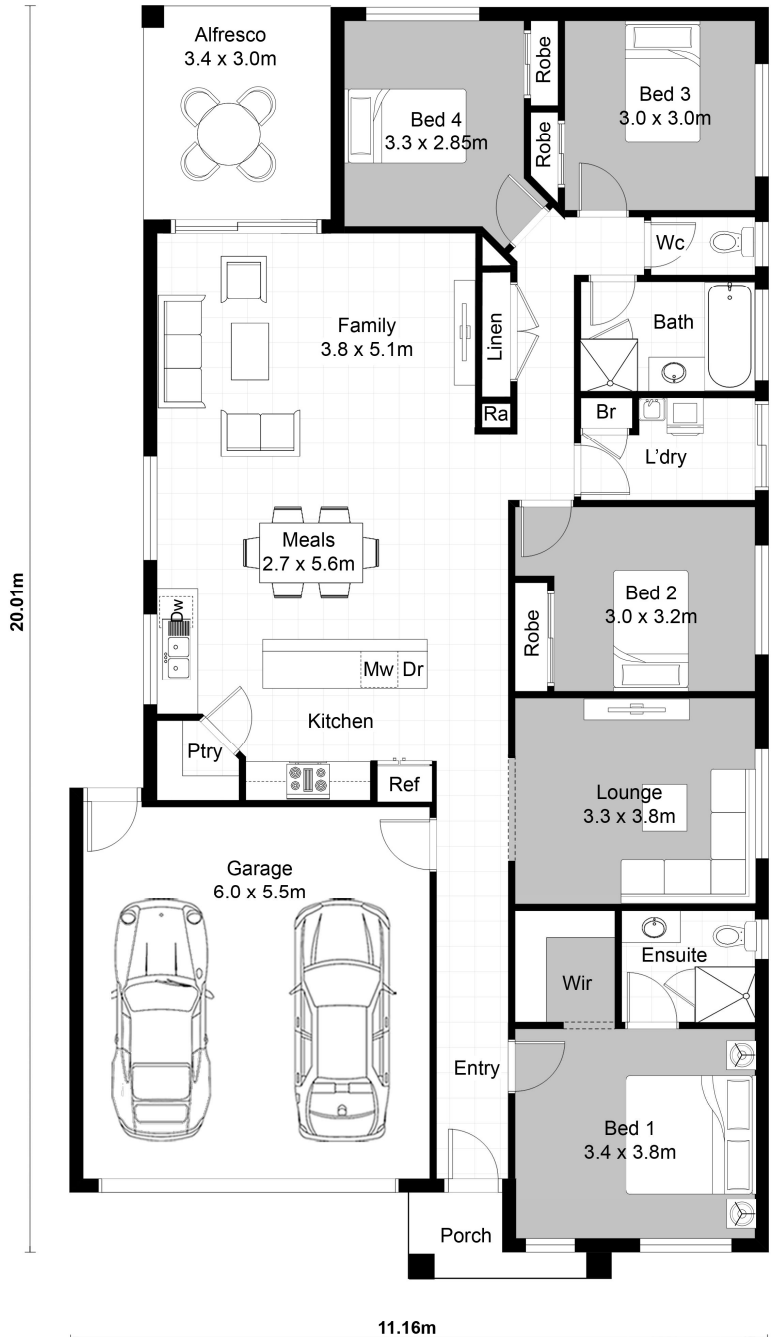 Alfresco
3.4 x 3.0m
Bed 4
3.3 x 2.85m
Robe
Robe
Bed 3
3.0 x 3.0m
Wc
Family
3.8 x 5.1m
Linen
Bath
Ra
Br
L'dry
Meals
2.7 x 5.6m
Dw
Bed 2
3.0 x 3.2m
Robe
Mw Dr
Kitchen
Ptry
Ref
Lounge
3.3 x 3.8m
Garage
6.0 x 5.5m
Ensuite
Wir
Entry
Bed 1
3.4 x 3.8m
Porch
20.01m
11.16m